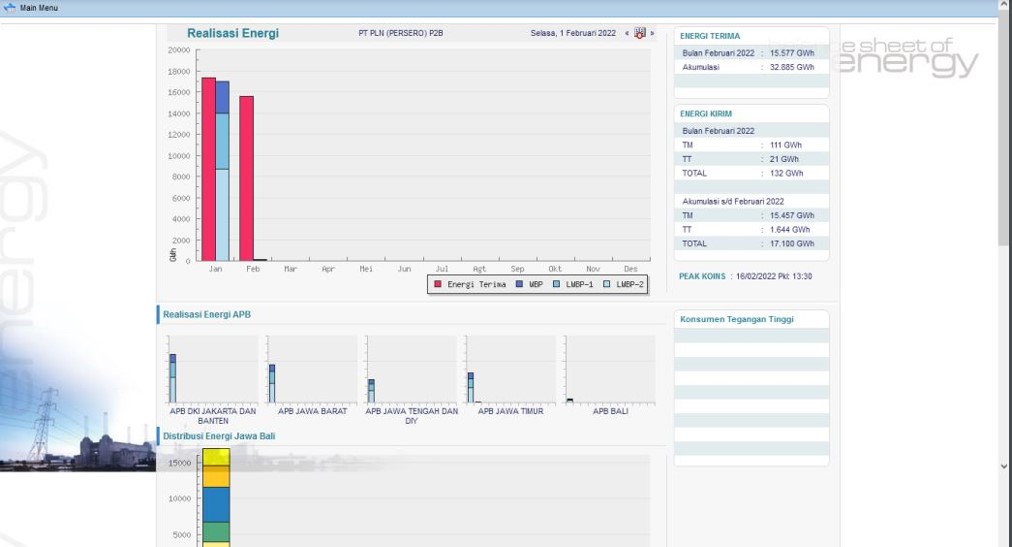 Main Menu
Realisasi Energi
PT PLN (PERSERO) P2B
Selasa, 1 Februari 2022 « »
20000
18000
16000
14000
12000
10000
8000
6000
4000
2000
0
GWh
Jan Feb Mar Apr Mei Jun Jul Agt Sep Okt Nov Des
Energi Terima WBP LWBP-1 LWBP-2
ENERGI TERIMA
Bulan Februari 2022 : 15.577 GWh
Akumulasi : 32.885 GWh
e sheet of
energy
ENERGI KIRIM
Bulan Februari 2022
TM : 111 GWh
TT : 21 GWh
TOTAL : 132 GWh
Akumulasi s/d Februari 2022
TM : 15.457 GWh
TT : 1.644 GWh
TOTAL : 17.100 GWh
PEAK KOINS : 16/02/2022 Pkl: 13:30
Realisasi Energi APB
APB DKI JAKARTA DAN
BANTEN
APB JAWA BARAT
APB JAWA TENGAH DAN
DIY
APB JAWA TIMUR
APB BALI
Konsumen Tegangan Tinggi
Distribusi Energi Jawa Bali
15000
10000
5000
energy